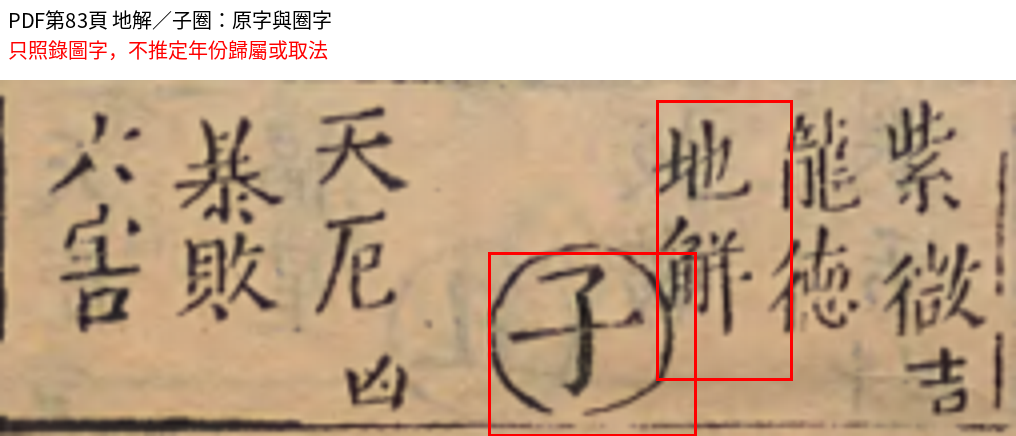 PDF第83頁 地解／子圈：原字與圈字
只照錄圖字，不推定年份歸屬或取法
紫微吉
龍德
地解
子
天厄凶
暴敗
六害